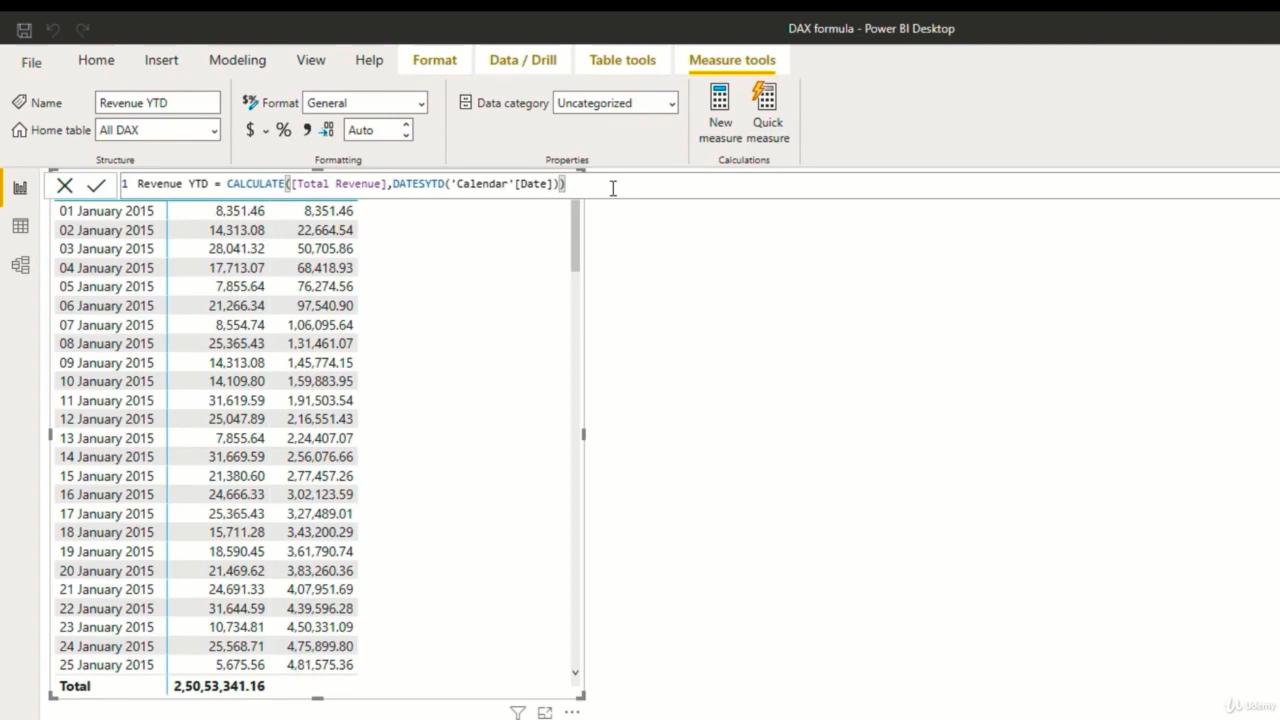 DAX formula - Power BI Desktop
File Home Insert Modeling View Help Format Data / Drill Table tools Measure tools
Name Revenue YTD Format General Data category Uncategorized New measure Quick measure
Home table All DAX $ % Auto
Structure Formatting Properties Calculations
1 Revenue YTD = CALCULATE([Total Revenue],DATESYTD('Calendar'[Date]))
01 January 2015 8,351.46 8,351.46
02 January 2015 14,313.08 22,664.54
03 January 2015 28,041.32 50,705.86
04 January 2015 17,713.07 68,418.93
05 January 2015 7,855.64 76,274.56
06 January 2015 21,266.34 97,540.90
07 January 2015 8,554.74 1,06,095.64
08 January 2015 25,365.43 1,31,461.07
09 January 2015 14,313.08 1,45,774.15
10 January 2015 14,109.80 1,59,883.95
11 January 2015 31,619.59 1,91,503.54
12 January 2015 25,047.89 2,16,551.43
13 January 2015 7,855.64 2,24,407.07
14 January 2015 31,669.59 2,56,076.66
15 January 2015 21,380.60 2,77,457.26
16 January 2015 24,666.33 3,02,123.59
17 January 2015 25,365.43 3,27,489.01
18 January 2015 15,711.28 3,43,200.29
19 January 2015 18,590.45 3,61,790.74
20 January 2015 21,469.62 3,83,260.36
21 January 2015 24,691.33 4,07,951.69
22 January 2015 31,644.59 4,39,596.28
23 January 2015 10,734.81 4,50,331.09
24 January 2015 25,568.71 4,75,899.80
25 January 2015 5,675.56 4,81,575.36
Total 2,50,53,341.16
Udemy